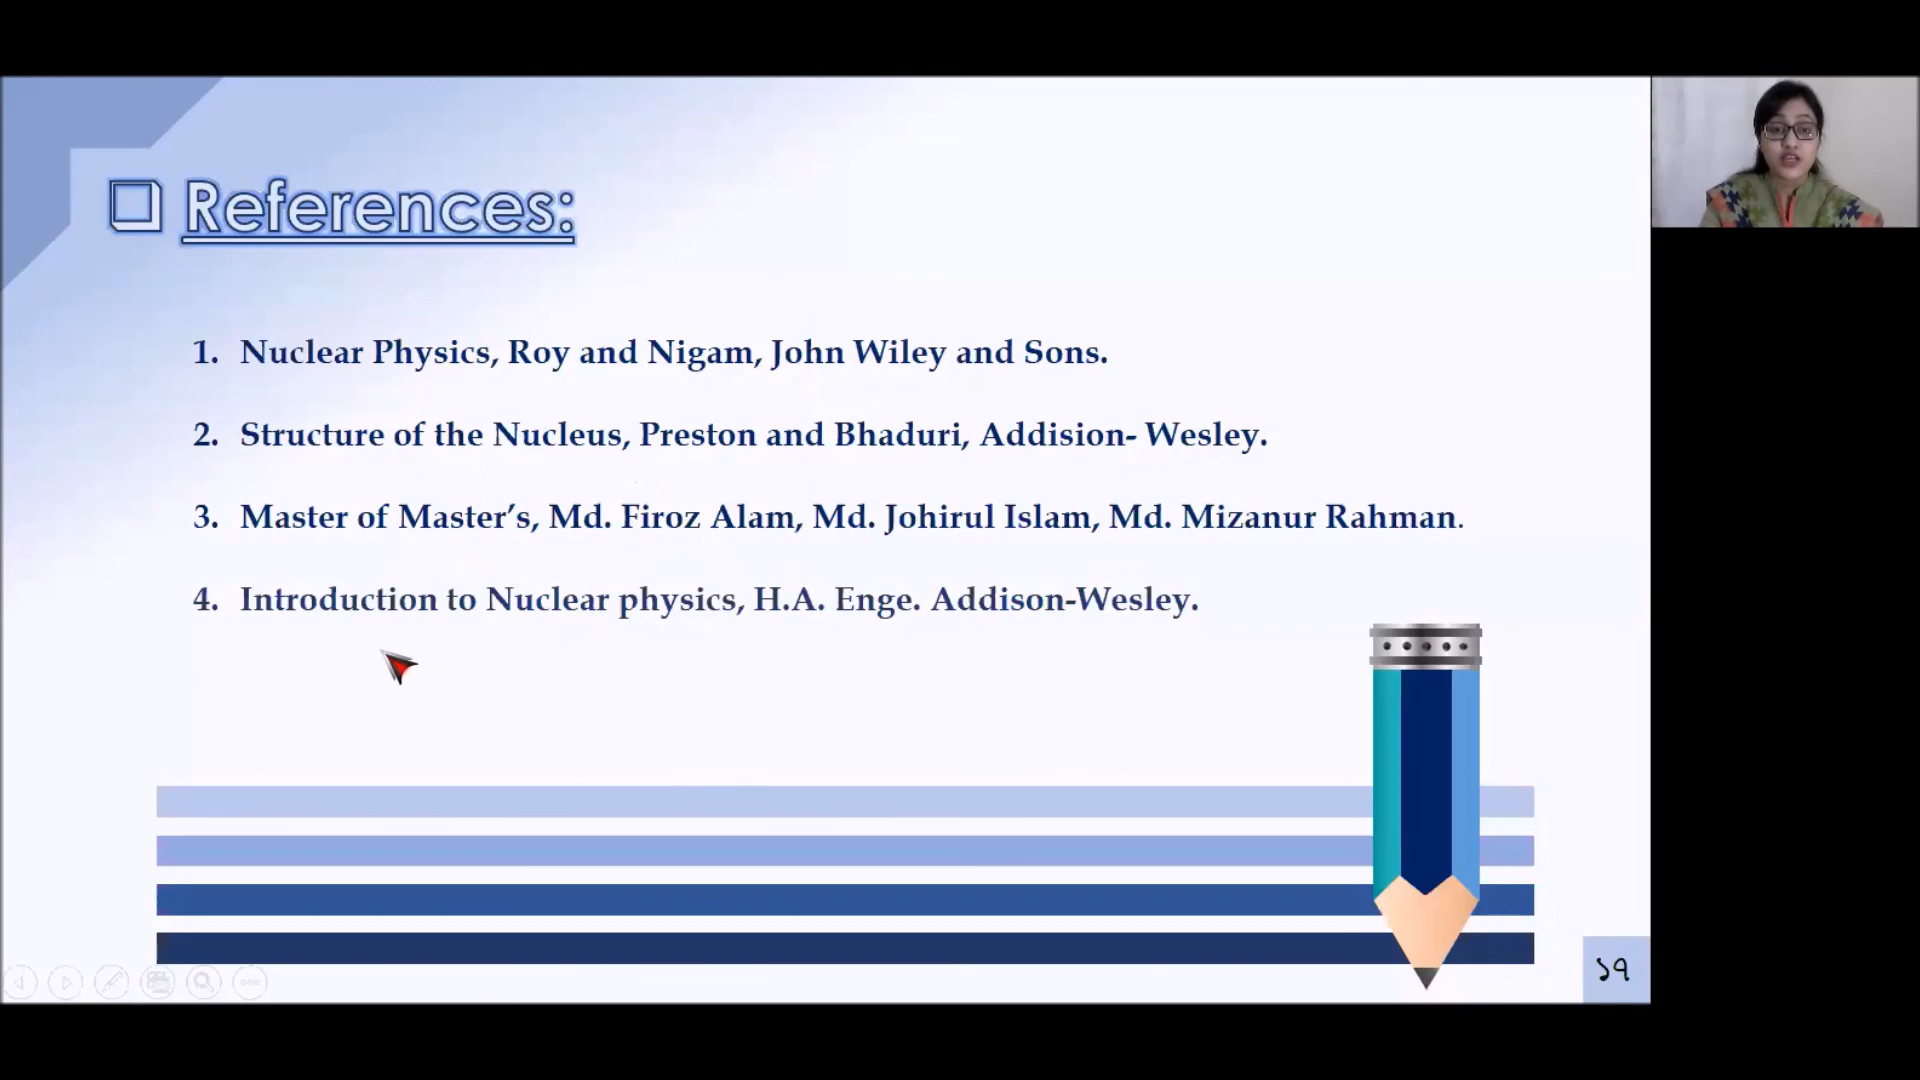 References:
1. Nuclear Physics, Roy and Nigam, John Wiley and Sons.
2. Structure of the Nucleus, Preston and Bhaduri, Addision- Wesley.
3. Master of Master’s, Md. Firoz Alam, Md. Johirul Islam, Md. Mizanur Rahman.
4. Introduction to Nuclear physics, H.A. Enge. Addison-Wesley.
১৭